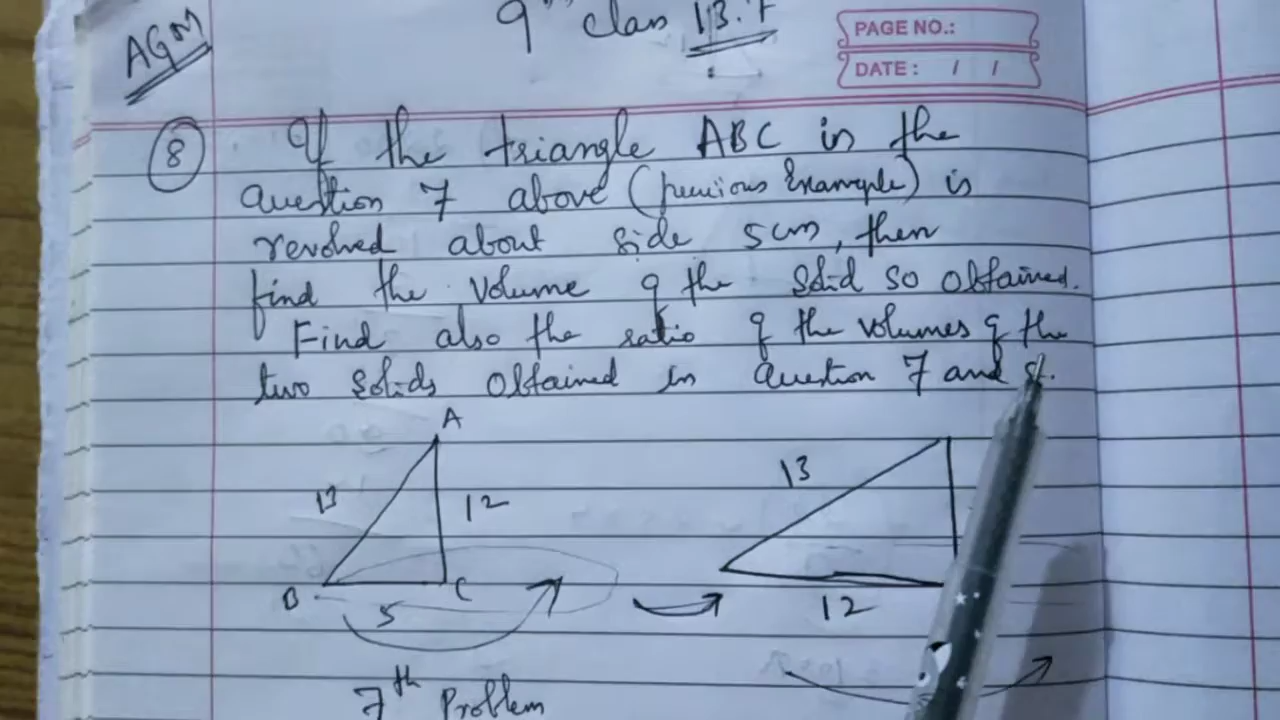 AGM
9th class 13.7
PAGE NO.:
DATE: / /
8
If the triangle ABC in the
Question 7 above (previous Example) is
revolved about side 5cm, then
find the volume of the solid so obtained.
Find also the ratio of the volumes of the
two solids obtained in Question 7 and 8.
A
13
12
B
5
C
7th Problem
13
12